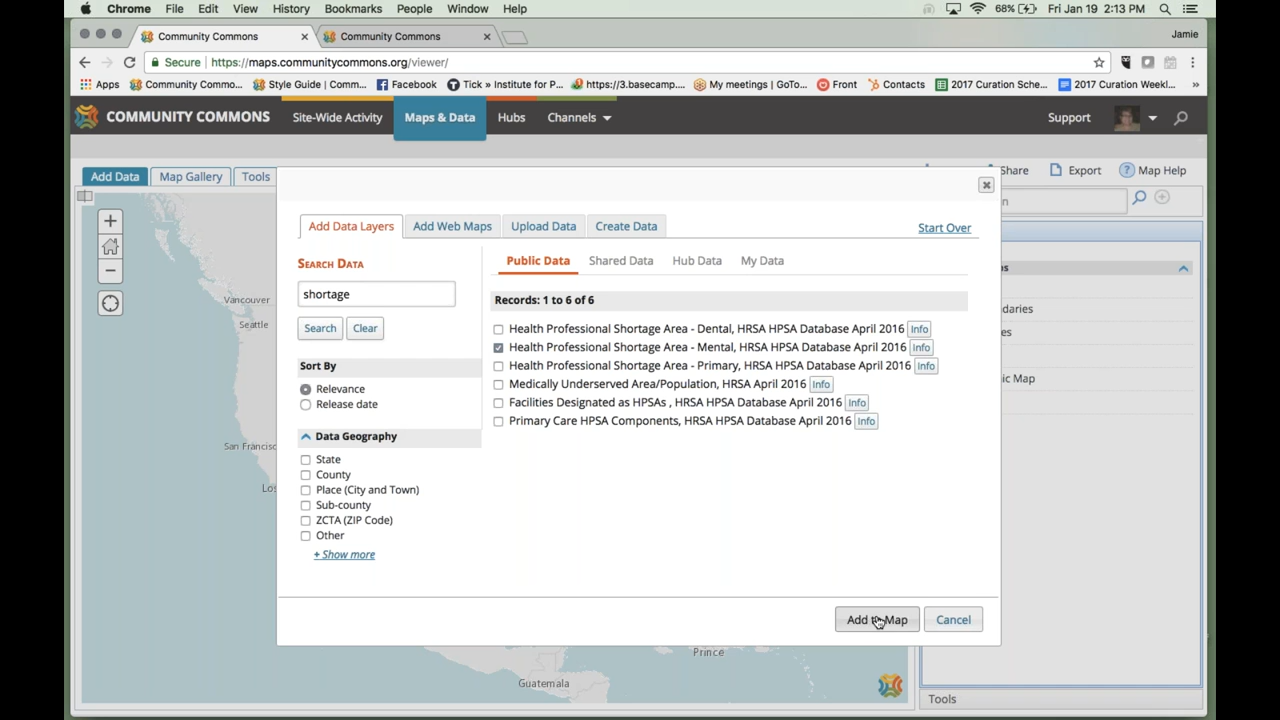 Chrome File Edit View History Bookmarks People Window Help 68% Fri Jan 19 2:13 PM
Community Commons Community Commons Jamie
Secure https://maps.communitycommons.org/viewer/
Apps Community Commo... Style Guide | Comm... Facebook Tick » Institute for P... https://3.basecamp.... My meetings | GoTo... Front Contacts 2017 Curation Sche... 2017 Curation Weekl... »
COMMUNITY COMMONS Site-Wide Activity Maps & Data Hubs Channels Support
Add Data Map Gallery Tools Share Export ? Map Help
Add Data Layers Add Web Maps Upload Data Create Data Start Over
SEARCH DATA
Public Data Shared Data Hub Data My Data
shortage
Records: 1 to 6 of 6
Search Clear
Health Professional Shortage Area - Dental, HRSA HPSA Database April 2016 Info
Health Professional Shortage Area - Mental, HRSA HPSA Database April 2016 Info
Health Professional Shortage Area - Primary, HRSA HPSA Database April 2016 Info
Medically Underserved Area/Population, HRSA April 2016 Info
Facilities Designated as HPSAs , HRSA HPSA Database April 2016 Info
Primary Care HPSA Components, HRSA HPSA Database April 2016 Info
Sort By
Relevance
Release date
Data Geography
State
County
Place (City and Town)
Sub-county
ZCTA (ZIP Code)
Other
+ Show more
Add to Map Cancel
Vancouver
Seattle
San Francisc
Los
Prince
Guatemala
daries
es
ic Map
Tools